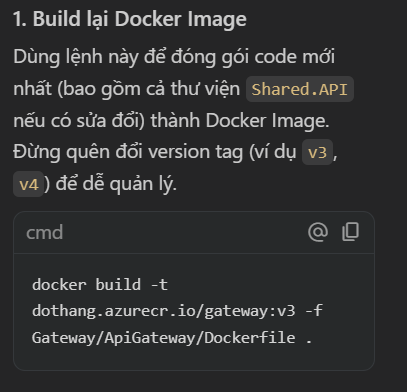 1. Build lại Docker Image
Dùng lệnh này để đóng gói code mới
nhất (bao gồm cả thư viện Shared.API
nếu có sửa đổi) thành Docker Image.
Đừng quên đổi version tag (ví dụ v3,
v4) để dễ quản lý.
cmd
docker build -t
dothang.azurecr.io/gateway:v3 -f
Gateway/ApiGateway/Dockerfile .